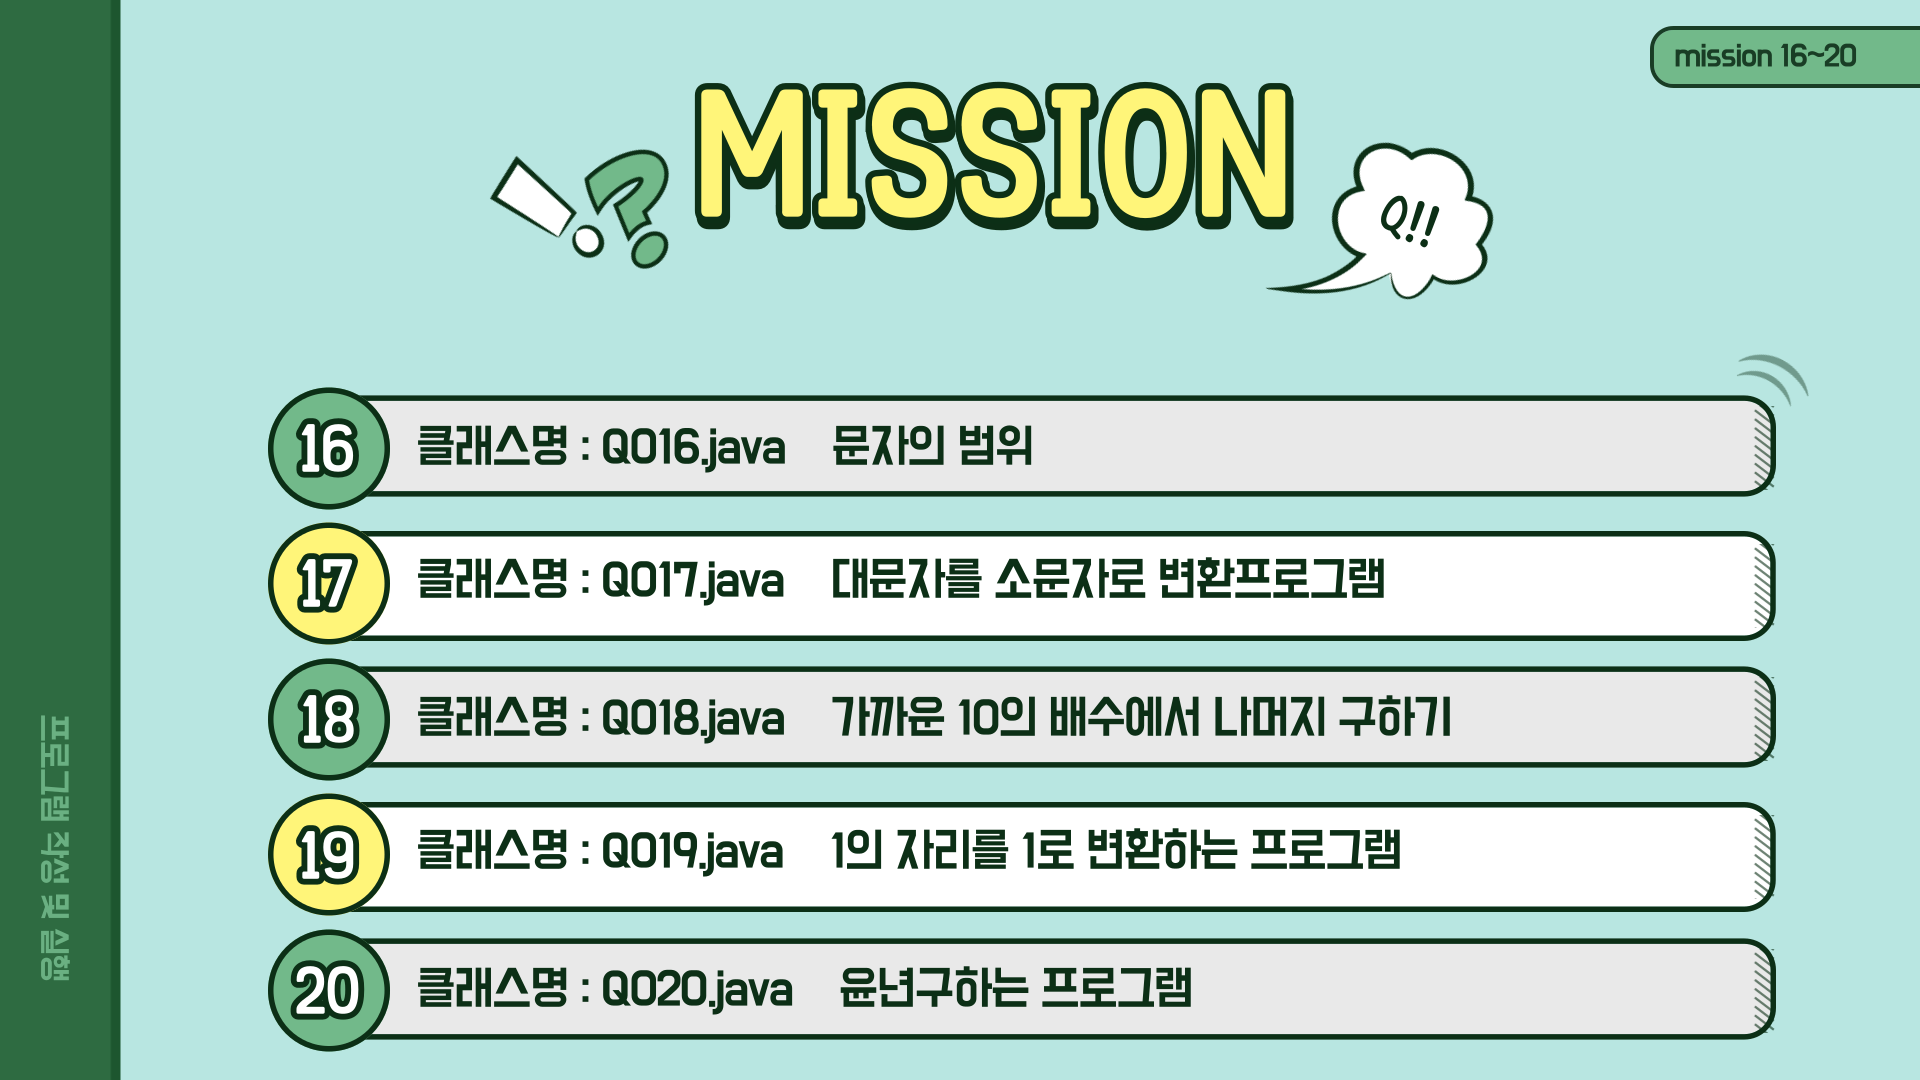 mission 16~20
MISSION
Q!!
16 클래스명 : Q016.java 문자의 범위
17 클래스명 : Q017.java 대문자를 소문자로 변환프로그램
18 클래스명 : Q018.java 가까운 10의 배수에서 나머지 구하기
19 클래스명 : Q019.java 1의 자리를 1로 변환하는 프로그램
20 클래스명 : Q020.java 윤년구하는 프로그램
프로그램 작성 및 실행